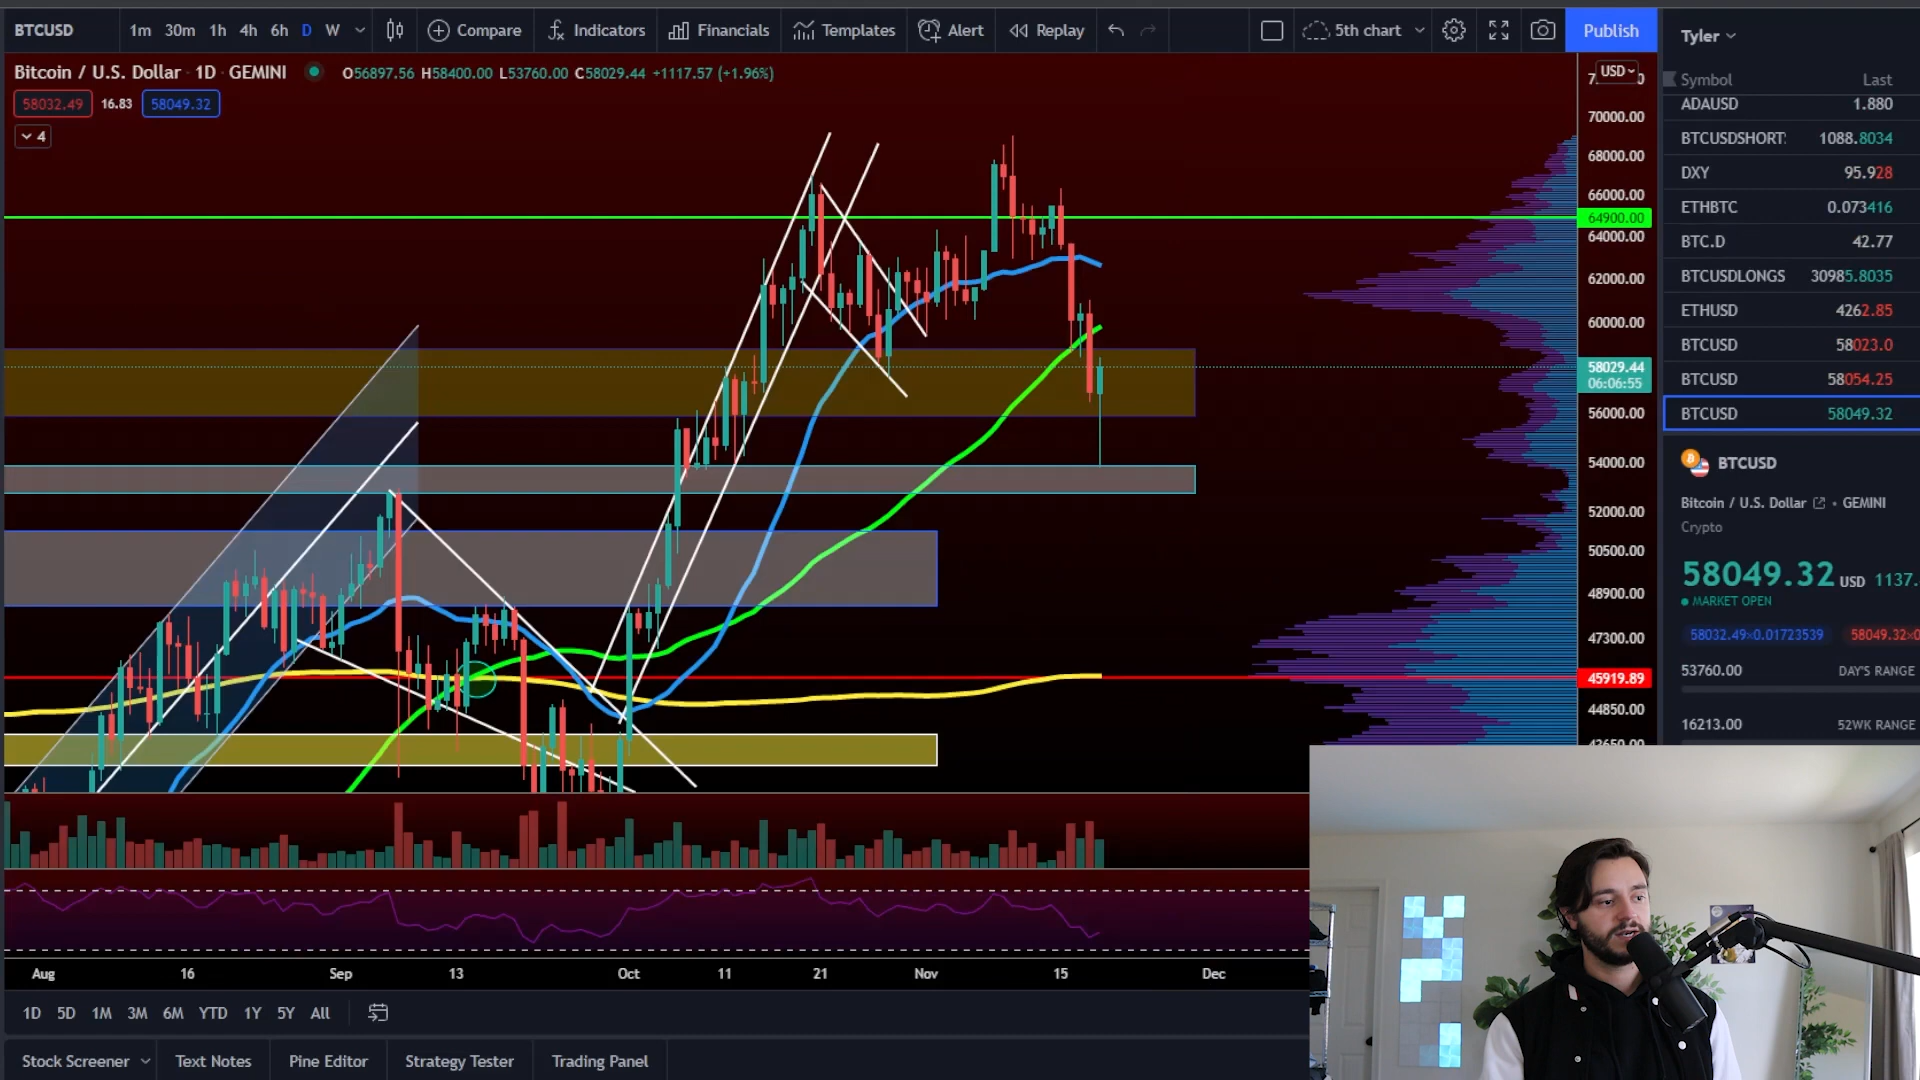 BTCUSD 1m 30m 1h 4h 6h D W Compare Indicators Financials Templates Alert Replay 5th chart Publish
Bitcoin / U.S. Dollar · 1D · GEMINI O56897.56 H58400.00 L53760.00 C58029.44 +1117.57 (+1.96%)
58032.49 16.83 58049.32
4
USD
70000.00
68000.00
66000.00
64900.00
64000.00
62000.00
60000.00
58029.44
06:06:55
56000.00
54000.00
52000.00
50500.00
48900.00
47300.00
45919.89
44850.00
Aug 16 Sep 13 Oct 11 21 Nov 15 Dec
1D 5D 1M 3M 6M YTD 1Y 5Y All
Stock Screener Text Notes Pine Editor Strategy Tester Trading Panel
Tyler
Symbol Last
ADAUSD 1.880
BTCUSDSHORT 1088.8034
DXY 95.928
ETHBTC 0.073416
BTC.D 42.77
BTCUSDLONGS 30985.8035
ETHUSD 4262.85
BTCUSD 58023.0
BTCUSD 58054.25
BTCUSD 58049.32
BTCUSD
Bitcoin / U.S. Dollar • GEMINI
Crypto
58049.32 USD 1137.
MARKET OPEN
58032.49×0.01723539 58049.32×0
53760.00 DAY'S RANGE
16213.00 52WK RANGE